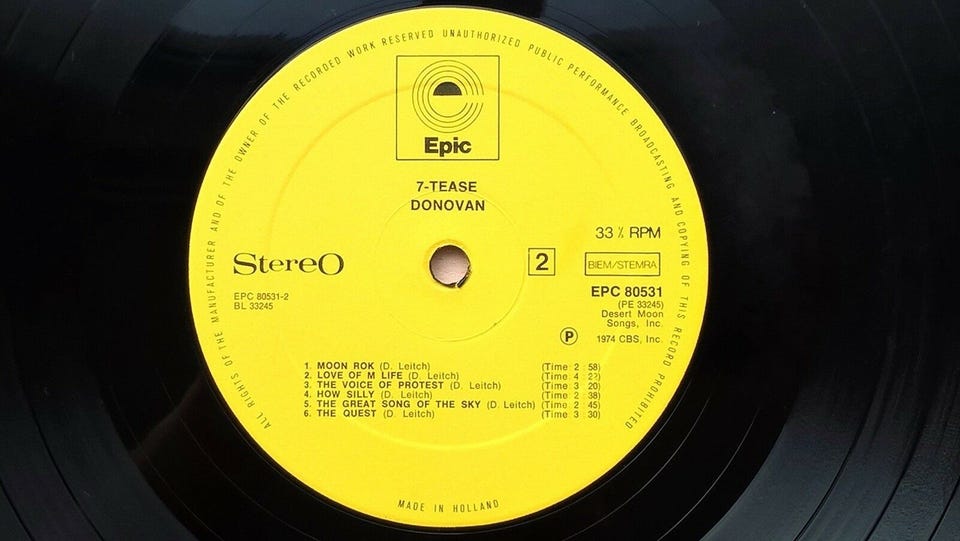 ALL RIGHTS OF THE MANUFACTURER AND OF THE OWNER OF THE RECORDED WORK RESERVED UNAUTHORIZED PUBLIC PERFORMANCE BROADCASTING AND COPYING OF THIS RECORD PROHIBITED
Epic
7-TEASE
DONOVAN
33 ⅓ RPM
Stereo
2
BIEM/STEMRA
EPC 80531-2
BL 33245
EPC 80531
(PE 33245)
Desert Moon
Songs, Inc.
Ⓟ 1974 CBS, Inc.
1. MOON ROK (D. Leitch) (Time 2 : 58)
2. LOVE OF M LIFE (D. Leitch) (Time 4
3. THE VOICE OF PROTEST (D. Leitch) (Time 3 : 20)
4. HOW SILLY (D. Leitch) (Time 2 : 38)
5. THE GREAT SONG OF THE SKY (D. Leitch) (Time 2 : 45)
6. THE QUEST (D. Leitch) (Time 3 : 30)
MADE IN HOLLAND